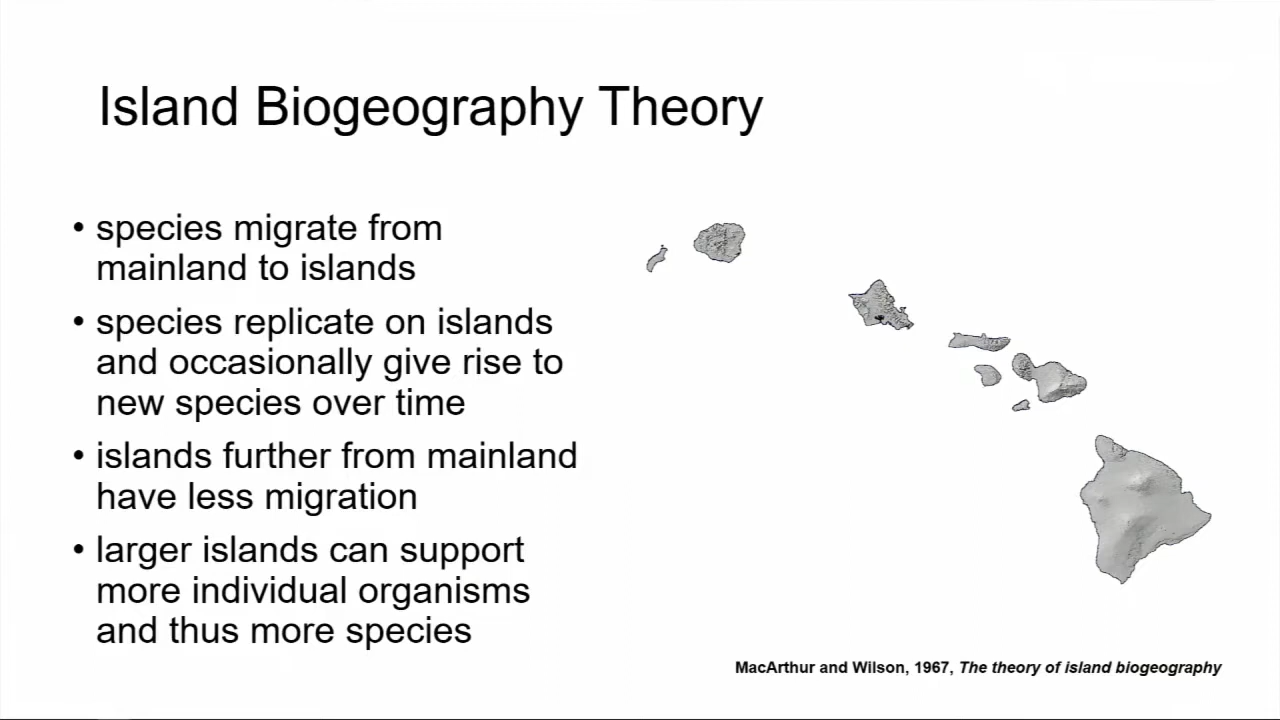 Island Biogeography Theory
• species migrate from
mainland to islands
• species replicate on islands
and occasionally give rise to
new species over time
• islands further from mainland
have less migration
• larger islands can support
more individual organisms
and thus more species
MacArthur and Wilson, 1967, The theory of island biogeography